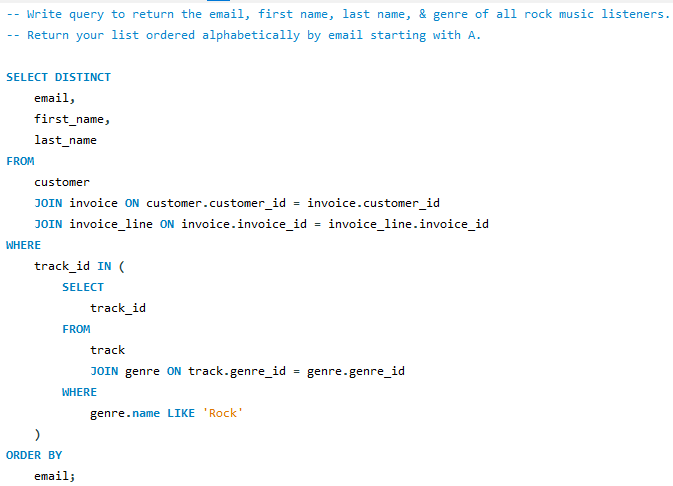 -- Write query to return the email, first name, last name, & genre of all rock music listeners.
-- Return your list ordered alphabetically by email starting with A.
SELECT DISTINCT
email,
first_name,
last_name
FROM
customer
JOIN invoice ON customer.customer_id = invoice.customer_id
JOIN invoice_line ON invoice.invoice_id = invoice_line.invoice_id
WHERE
track_id IN (
SELECT
track_id
FROM
track
JOIN genre ON track.genre_id = genre.genre_id
WHERE
genre.name LIKE 'Rock'
)
ORDER BY
email;